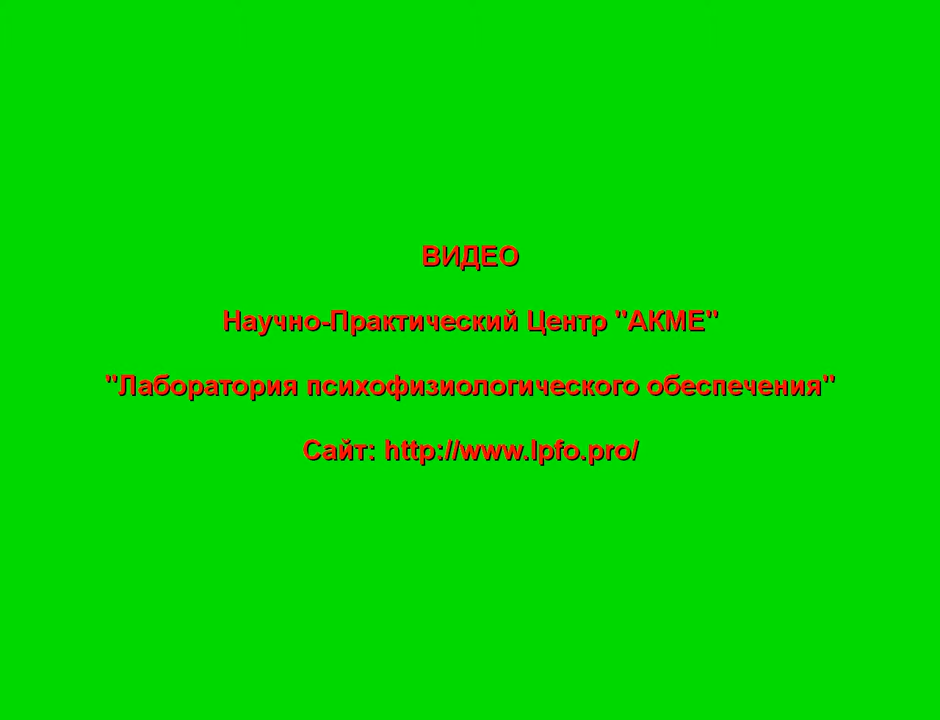 ВИДЕО
Научно-Практический Центр "АКМЕ"
"Лаборатория психофизиологического обеспечения"
Сайт: http://www.lpfo.pro/